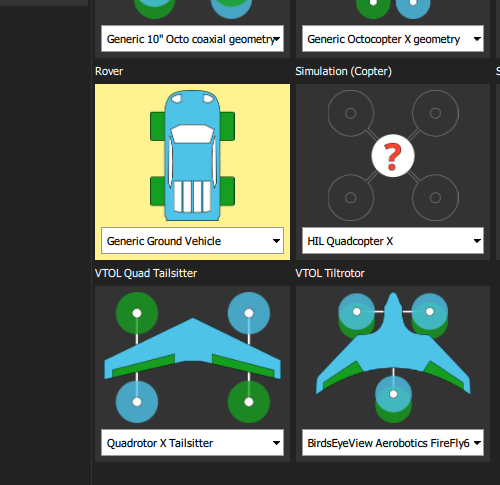 Generic 10" Octo coaxial geometry
Generic Octocopter X geometry
Rover
Simulation (Copter)
?
Generic Ground Vehicle
HIL Quadcopter X
VTOL Quad Tailsitter
VTOL Tiltrotor
Quadrotor X Tailsitter
BirdsEyeView Aerobotics FireFly6